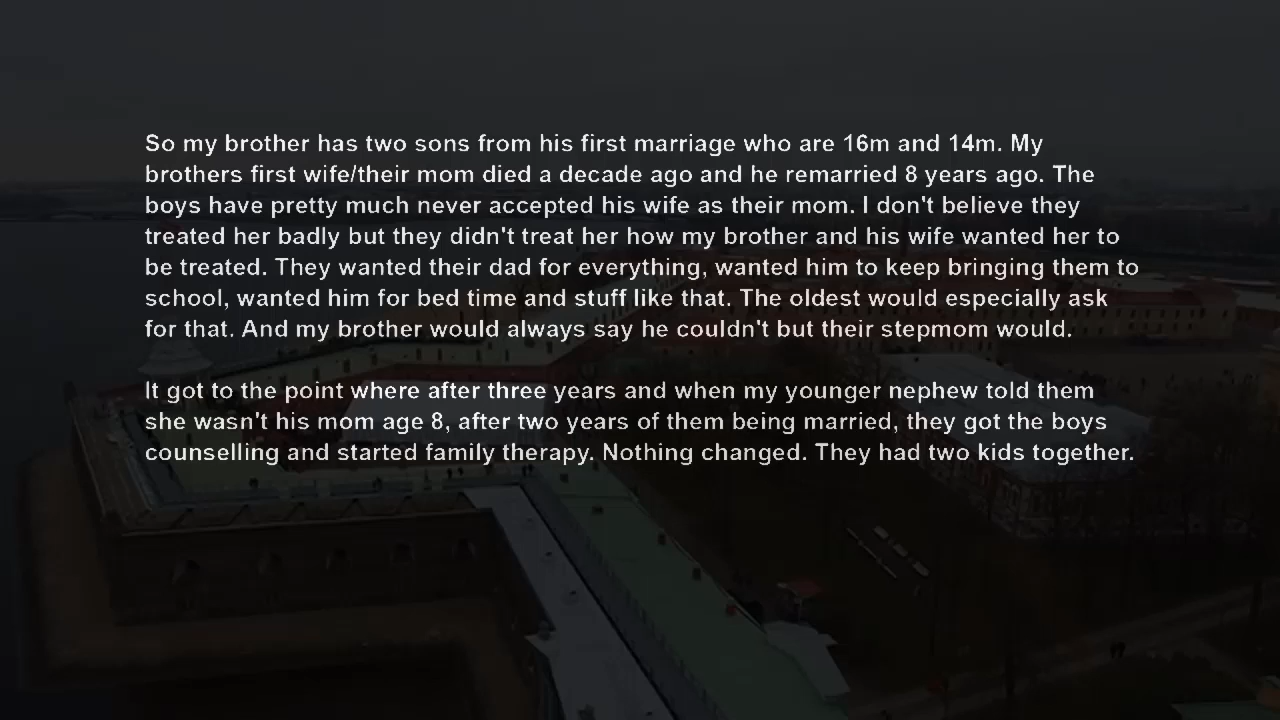 So my brother has two sons from his first marriage who are 16m and 14m. My
brothers first wife/their mom died a decade ago and he remarried 8 years ago. The
boys have pretty much never accepted his wife as their mom. I don't believe they
treated her badly but they didn't treat her how my brother and his wife wanted her to
be treated. They wanted their dad for everything, wanted him to keep bringing them to
school, wanted him for bed time and stuff like that. The oldest would especially ask
for that. And my brother would always say he couldn't but their stepmom would.
It got to the point where after three years and when my younger nephew told them
she wasn't his mom age 8, after two years of them being married, they got the boys
counselling and started family therapy. Nothing changed. They had two kids together.